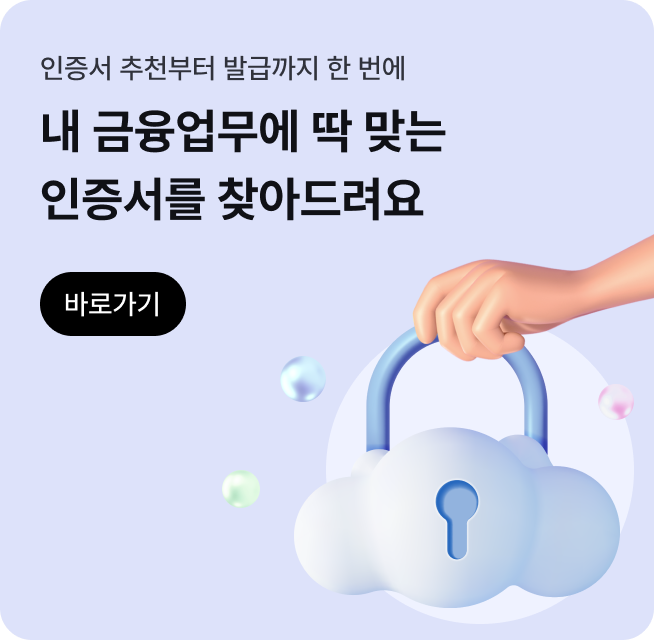 인증서 추천부터 발급까지 한 번에
내 금융업무에 딱 맞는
인증서를 찾아드려요
바로가기